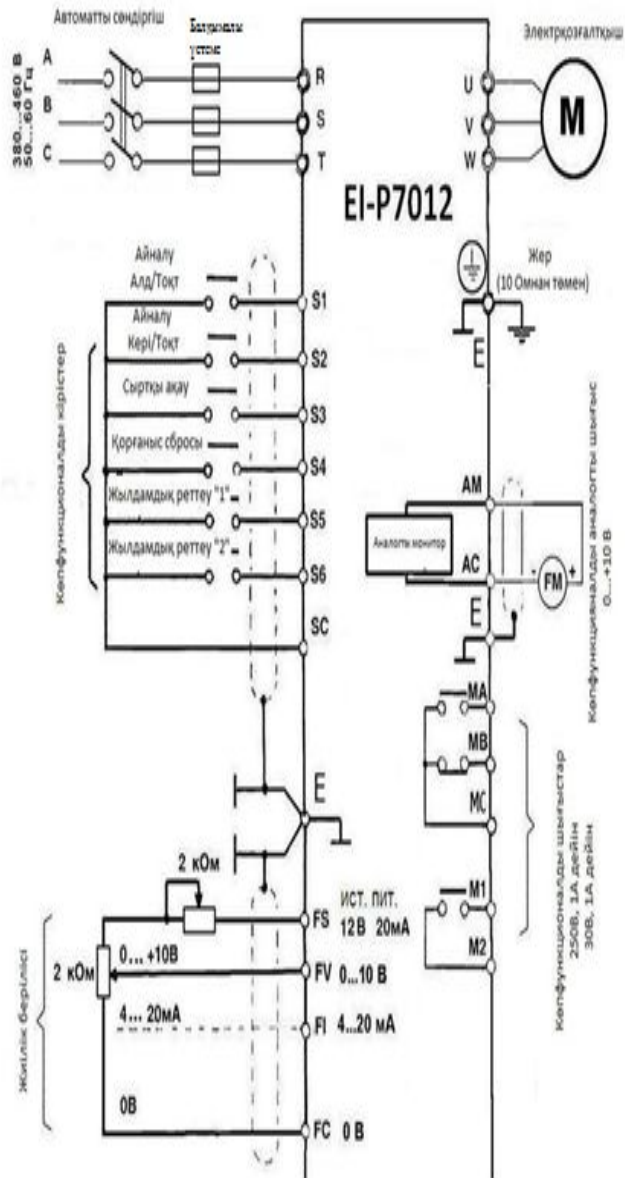 Автоматты сөндіргіш
Балқымалы
үстеме
Электрқозғалтқыш
380...460 В
50...60 Гц
A
B
C
R
S
T
U
V
W
M
EI-P7012
Жер
(10 Омнан төмен)
E
Көпфункционалды кірістер
Айналу
Алд/Тоқт
S1
Айналу
Кері/Тоқт
S2
Сыртқы ақау
S3
Қорғаныс сбросы
S4
Жылдамдық реттеу "1"
S5
Жылдамдық реттеу "2"
S6
SC
AM
Аналогты монитор
AC
- FM +
E
Көпфункцияналды аналогты шығыс
0...+10 В
MA
MB
MC
M1
M2
Көпфункционалды шығыстар
250В, 1А дейін
30В, 1А дейін
E
Жиілік берілісі
2 кОм
2 кОм
FS
ИСТ. ПИТ.
12 В 20мА
0... +10В
FV 0...10 В
4... 20мА
FI 4...20 мА
0В
FC 0 В